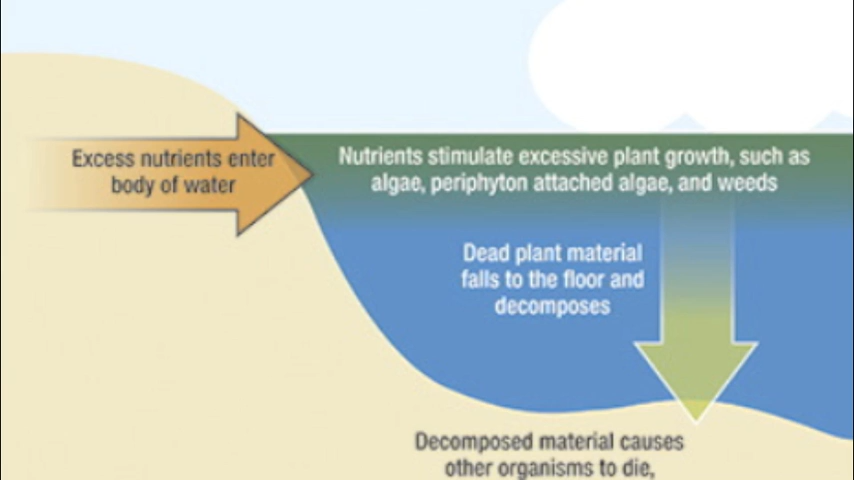 Excess nutrients enter
body of water
Nutrients stimulate excessive plant growth, such as
algae, periphyton attached algae, and weeds
Dead plant material
falls to the floor and
decomposes
Decomposed material causes
other organisms to die,